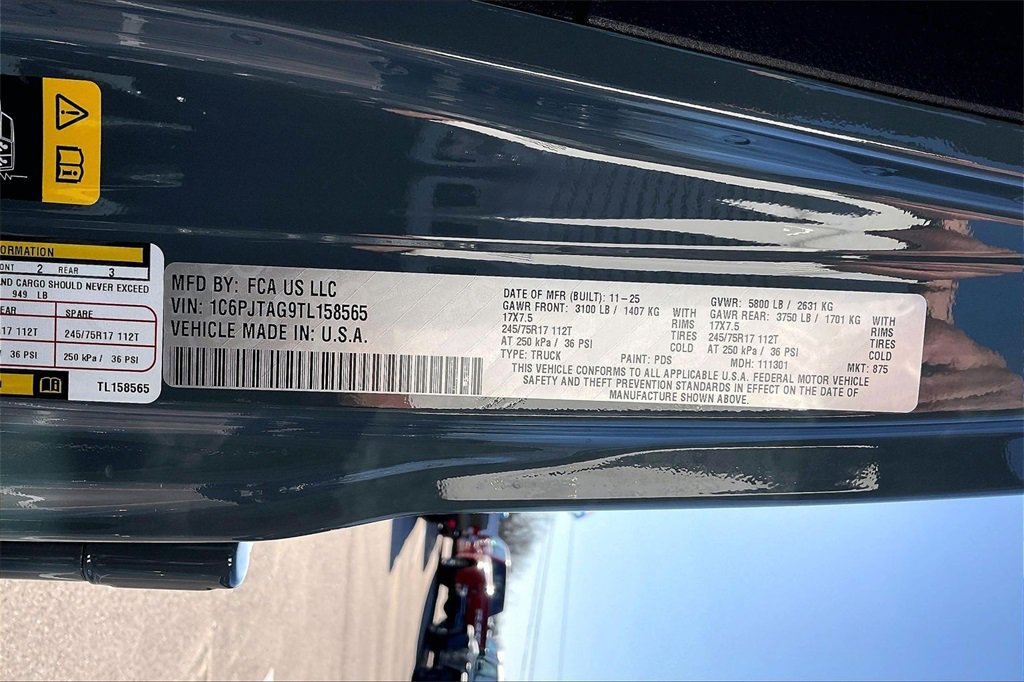 ORMATION
ONT 2 REAR 3
AND CARGO SHOULD NEVER EXCEED
949 LB
EAR SPARE
245/75R17 112T
112T
36 PSI 250 kPa / 36 PSI
TL158565
MFD BY: FCA US LLC
VIN: 1C6PJTAG9TL158565
VEHICLE MADE IN: U.S.A.
DATE OF MFR (BUILT): 11-25 GVWR: 5800 LB / 2631 KG
GAWR FRONT: 3100 LB / 1407 KG WITH GAWR REAR: 3750 LB / 1701 KG WITH
17X7.5 RIMS 17X7.5 RIMS
245/75R17 112T TIRES 245/75R17 112T TIRES
AT 250 kPa / 36 PSI COLD AT 250 kPa / 36 PSI COLD
TYPE: TRUCK PAINT: PDS MDH: 111301 MKT: 875
THIS VEHICLE CONFORMS TO ALL APPLICABLE U.S.A. FEDERAL MOTOR VEHICLE
SAFETY AND THEFT PREVENTION STANDARDS IN EFFECT ON THE DATE OF
MANUFACTURE SHOWN ABOVE.